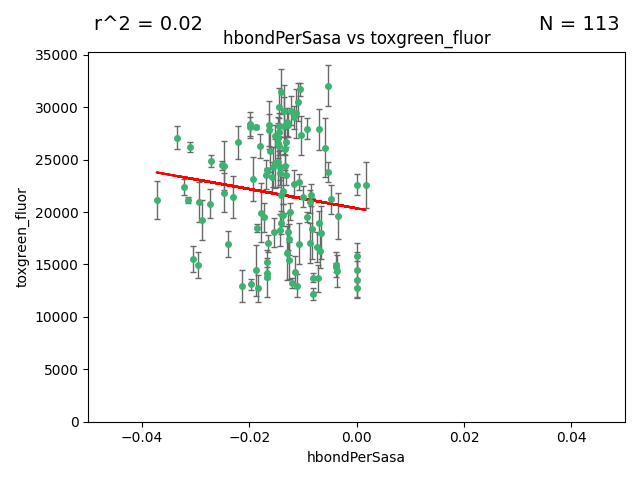 r^2 = 0.02
N = 113
hbondPerSasa vs toxgreen_fluor
35000
30000
25000
20000
15000
10000
5000
0
toxgreen_fluor
−0.04
−0.02
0.00
0.02
0.04
hbondPerSasa